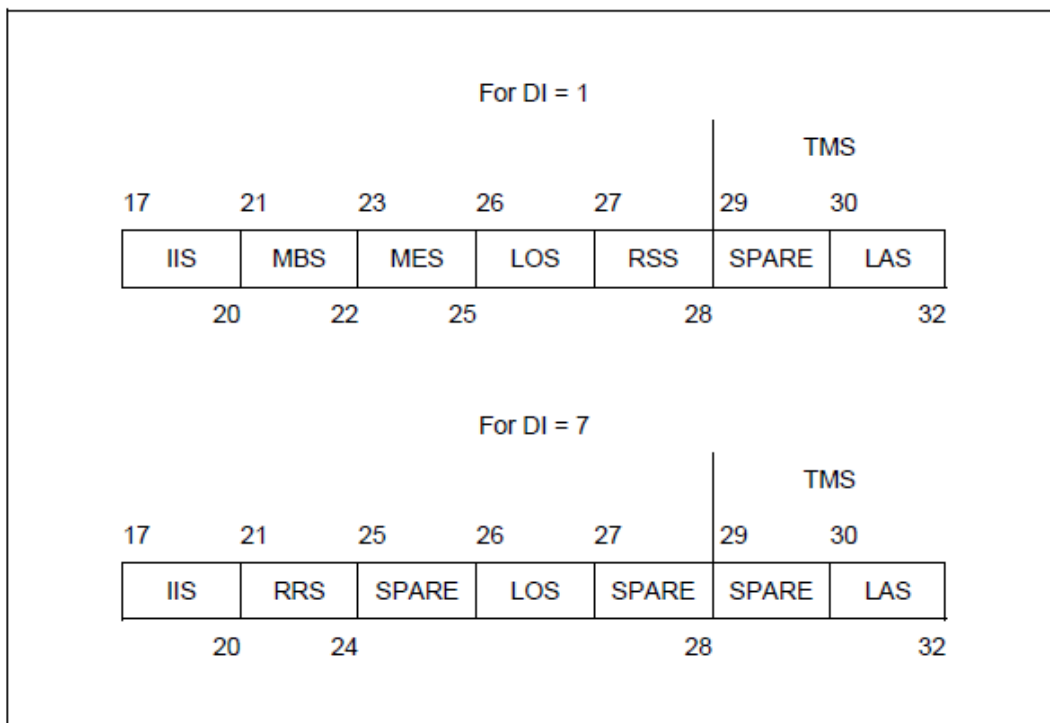 For DI = 1
TMS
17 21 23 26 27 29 30
IIS MBS MES LOS RSS SPARE LAS
20 22 25 28 32
For DI = 7
TMS
17 21 25 26 27 29 30
IIS RRS SPARE LOS SPARE SPARE LAS
20 24 28 32